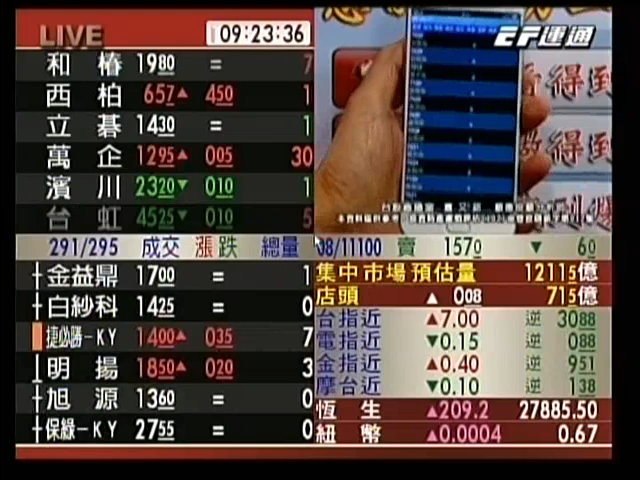 LIVE 09:23:36
和椿 1980 = 7
西柏 657▲ 450 1
立碁 1430 = 1
萬企 1295▲ 005 30
濱川 2320▼ 010 1
台虹 4525▼ 010 5
291/295 成交 漲跌 總量
金益鼎 1700 = 1
白紗科 1425 = 0
捷必勝-KY 1400▲ 035 7
明揚 1850▲ 020 3
旭源 1360 = 0
保綠-KY 2755 = 0
EF運通
得到
得到
08/11100 賣 1570 ▼ 60
集中市場預估量 12115億
店頭 ▲ 008 715億
台指近 ▲7.00 逆 3088
電指近 ▼0.15 逆 088
金指近 ▲0.40 逆 951
摩台近 ▼0.10 逆 138
恆生 ▲209.2 27885.50
紐幣 ▲0.0004 0.67